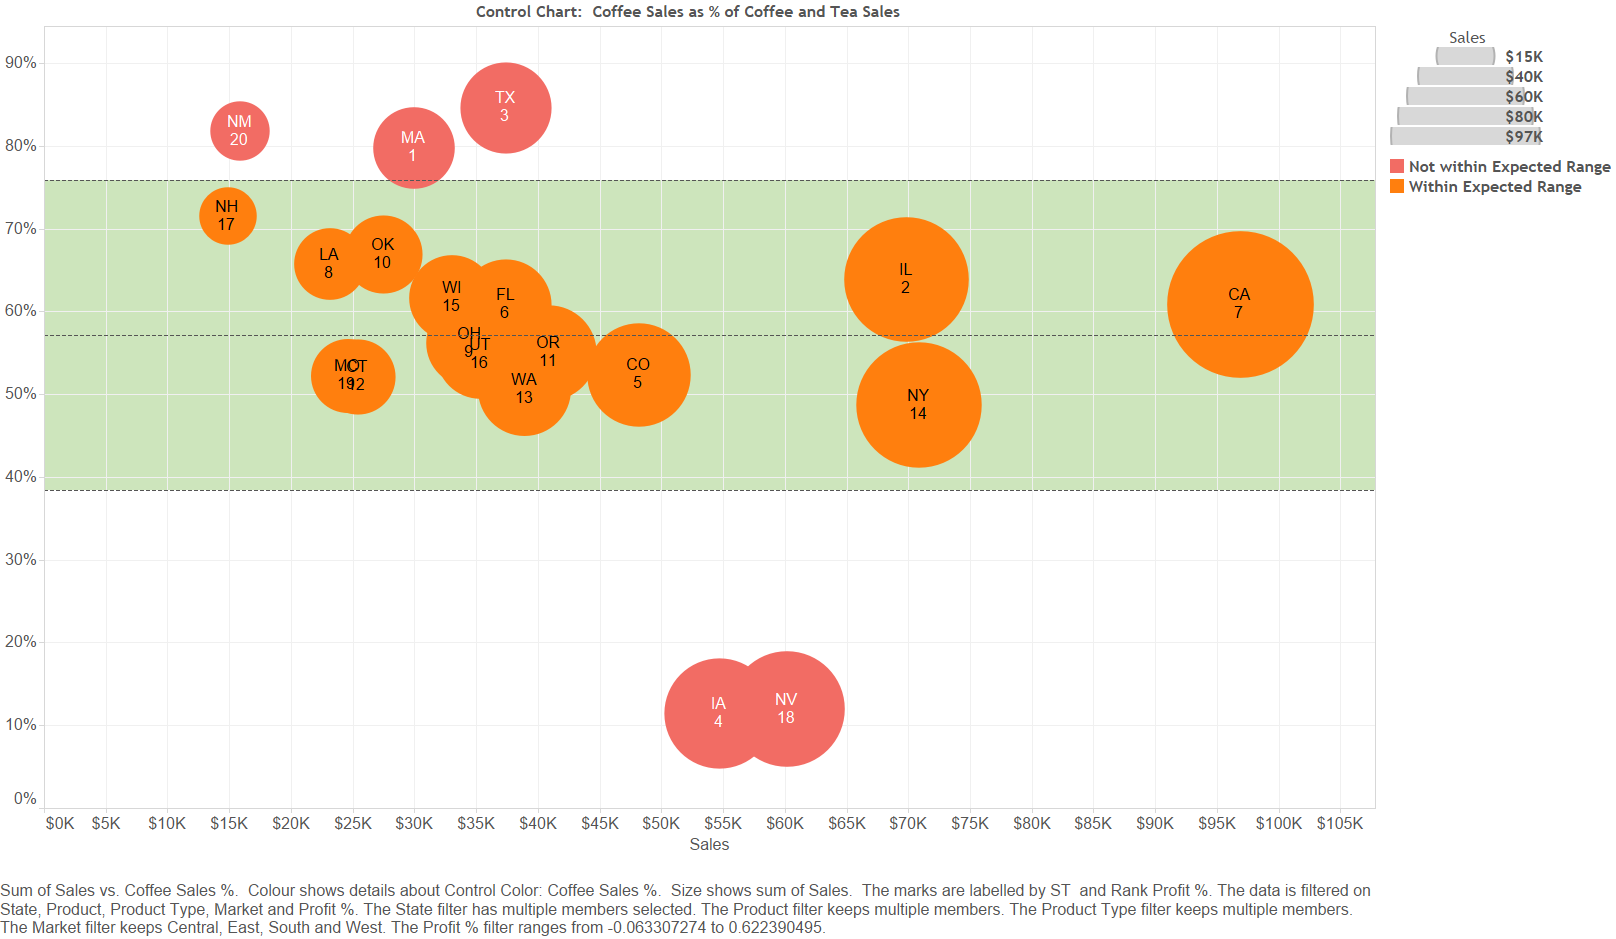 Control Chart:  Coffee Sales as % of Coffee and Tea Sales
90%
80%
70%
60%
50%
40%
30%
20%
10%
0%
TX
3
NM
20
MA
1
NH
17
OK
10
LA
8
IL
2
WI
15
FL
6
CA
7
OH
9
UT
16
OR
11
MO
19
CT
12
CO
5
WA
13
NY
14
IA
4
NV
18
$0K $5K $10K $15K $20K $25K $30K $35K $40K $45K $50K $55K $60K $65K $70K $75K $80K $85K $90K $95K $100K $105K
Sales
Sales
$15K
$40K
$60K
$80K
$97K
Not within Expected Range
Within Expected Range
Sum of Sales vs. Coffee Sales %.  Colour shows details about Control Color: Coffee Sales %.  Size shows sum of Sales.  The marks are labelled by ST  and Rank Profit %. The data is filtered on
State, Product, Product Type, Market and Profit %. The State filter has multiple members selected. The Product filter keeps multiple members. The Product Type filter keeps multiple members.
The Market filter keeps Central, East, South and West. The Profit % filter ranges from -0.063307274 to 0.622390495.